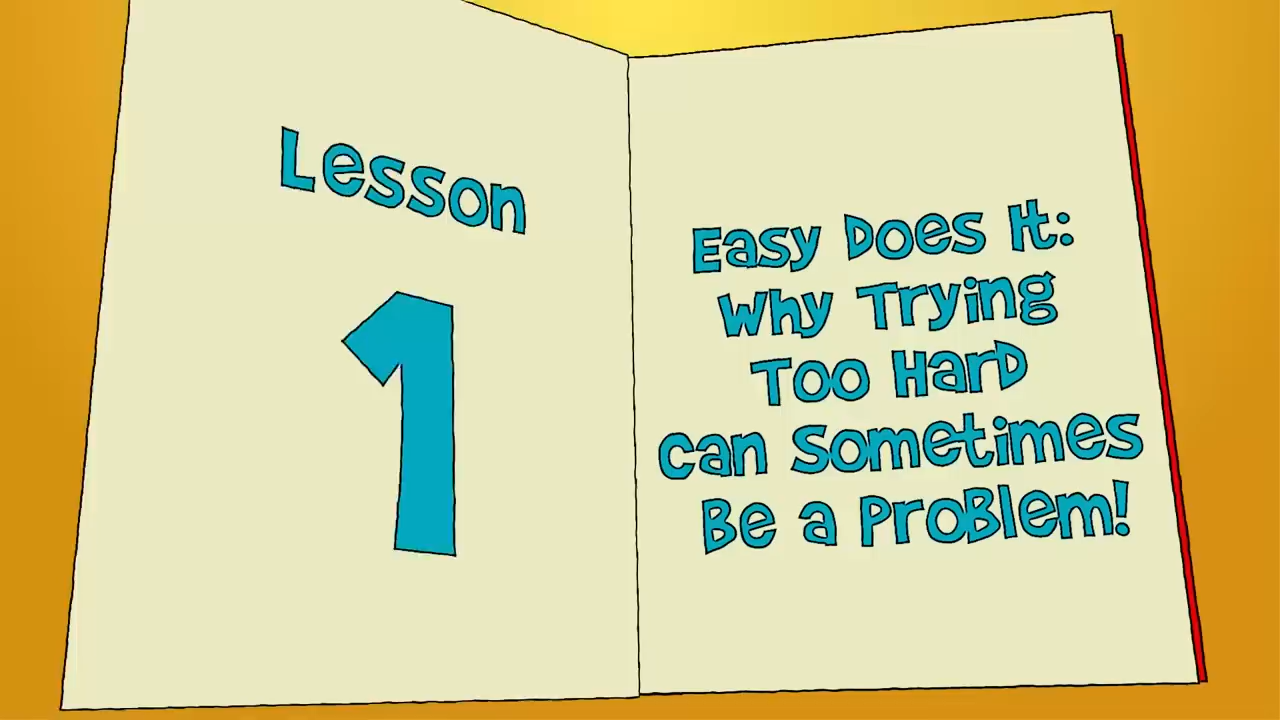 Lesson
1
Easy Does It:
Why Trying
Too Hard
Can Sometimes
Be a Problem!